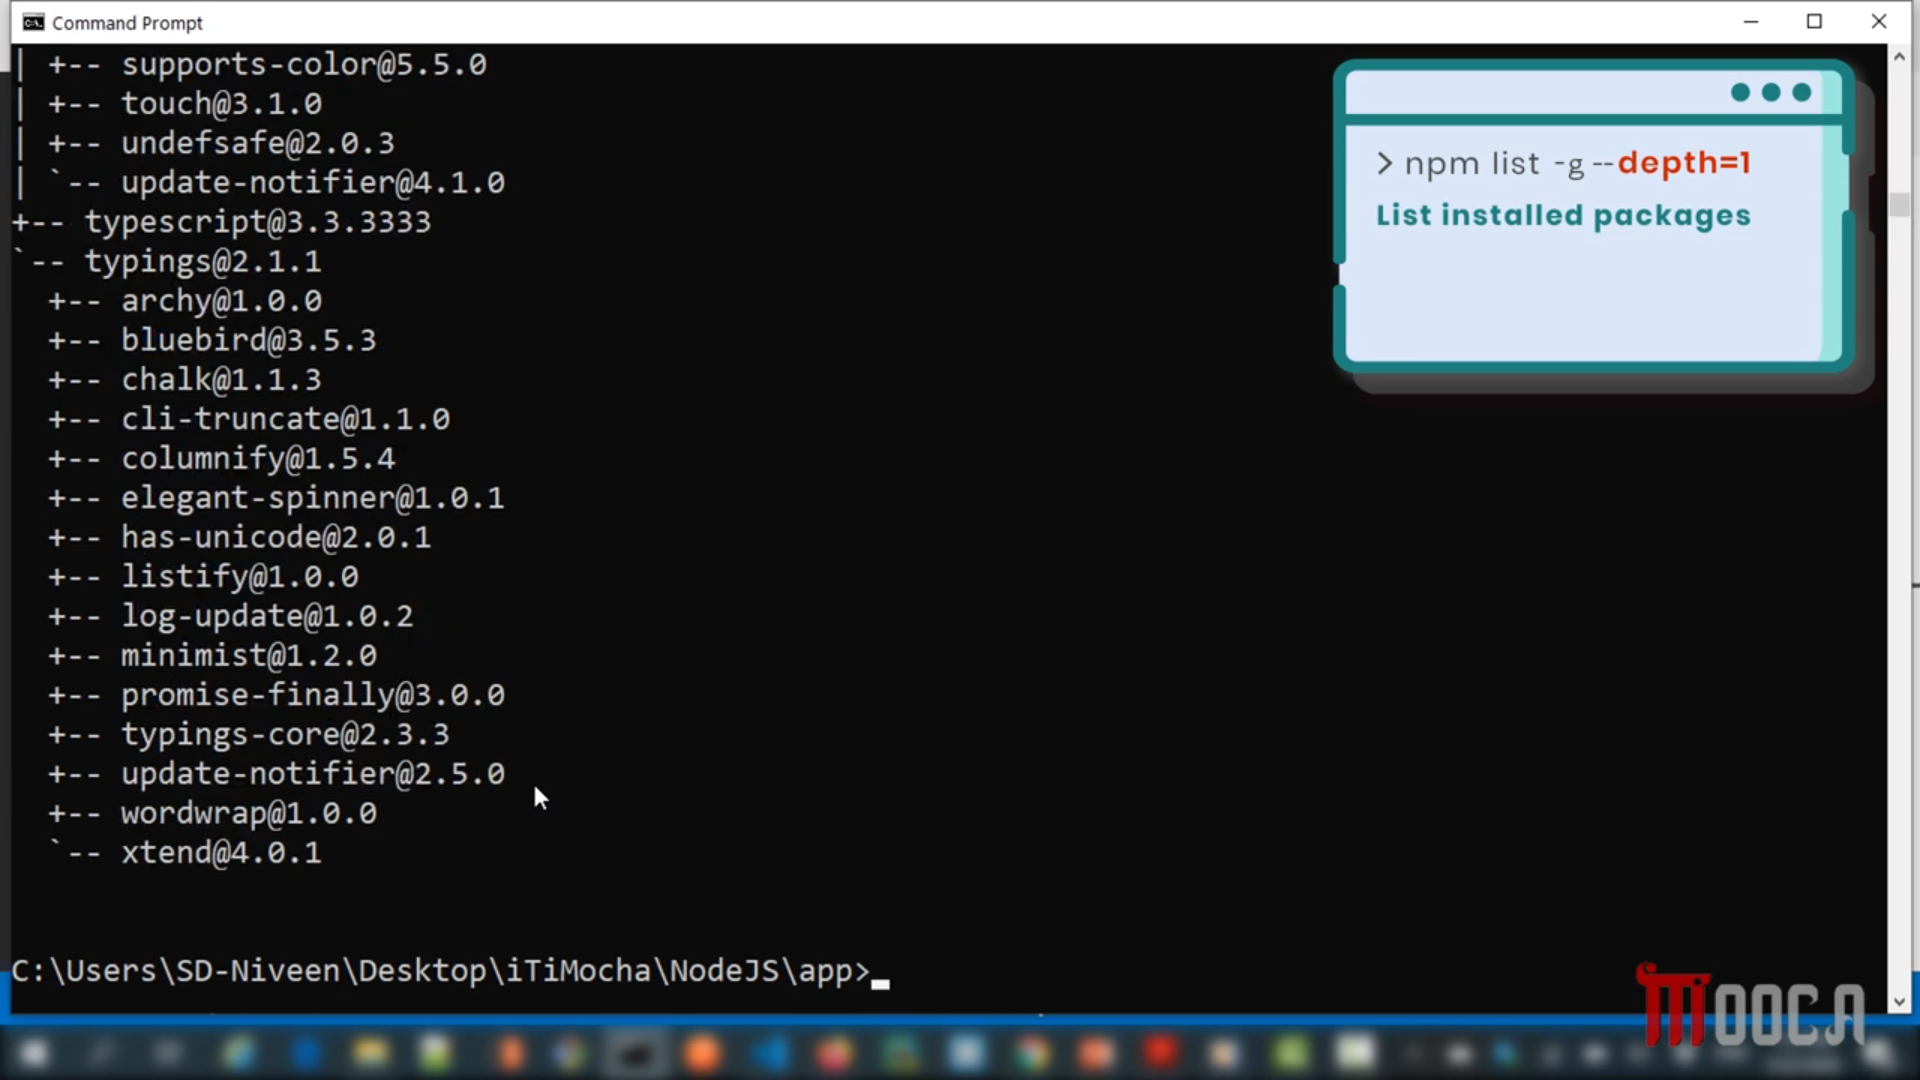 Command Prompt
| +-- supports-color@5.5.0
| +-- touch@3.1.0
| +-- undefsafe@2.0.3
| `-- update-notifier@4.1.0
+-- typescript@3.3.3333
`-- typings@2.1.1
  +-- archy@1.0.0
  +-- bluebird@3.5.3
  +-- chalk@1.1.3
  +-- cli-truncate@1.1.0
  +-- columnify@1.5.4
  +-- elegant-spinner@1.0.1
  +-- has-unicode@2.0.1
  +-- listify@1.0.0
  +-- log-update@1.0.2
  +-- minimist@1.2.0
  +-- promise-finally@3.0.0
  +-- typings-core@2.3.3
  +-- update-notifier@2.5.0
  +-- wordwrap@1.0.0
  `-- xtend@4.0.1
C:\Users\SD-Niveen\Desktop\iTiMocha\NodeJS\app>_
> npm list -g --depth=1
List installed packages
MOOCA